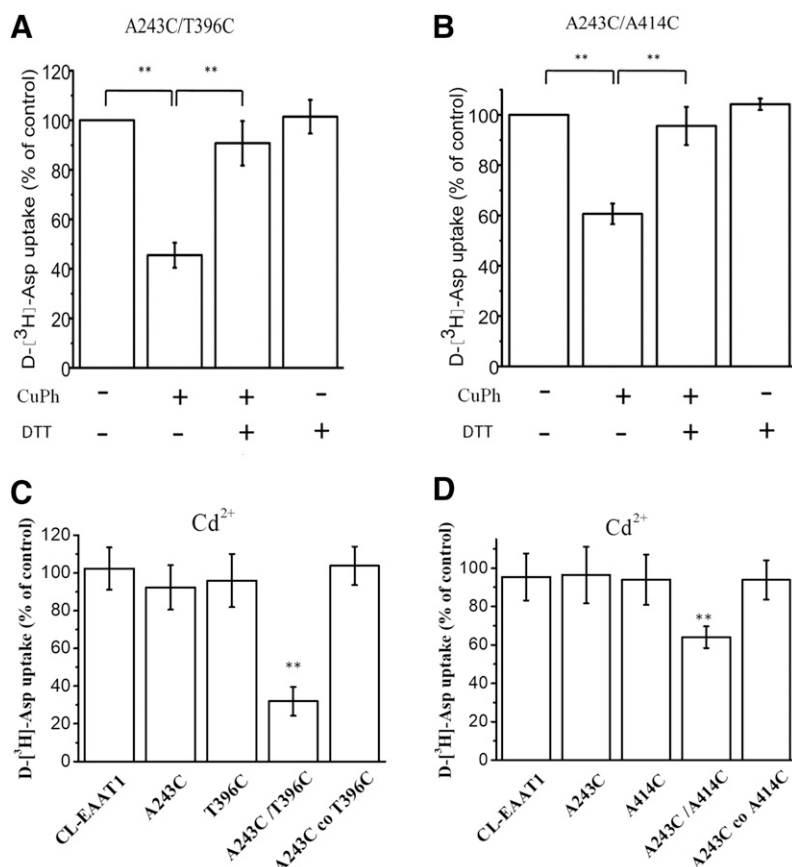 A
A243C/T396C
** **
D-[³H]-Asp uptake (% of control)
120
100
80
60
40
20
0
CuPh - + + -
DTT - - + +
B
A243C/A414C
** **
D-[³H]-Asp uptake (% of control)
100
80
60
40
20
0
CuPh - + + -
DTT - - + +
C
Cd²⁺
D-[³H]-Asp uptake (% of control)
120
100
80
60
40
20
0
**
CL-EAAT1
A243C
T396C
A243C /T396C
A243C co T396C
D
Cd²⁺
D-[³H]-Asp uptake (% of control)
100
80
60
40
20
0
**
CL-EAAT1
A243C
A414C
A243C /A414C
A243C co A414C